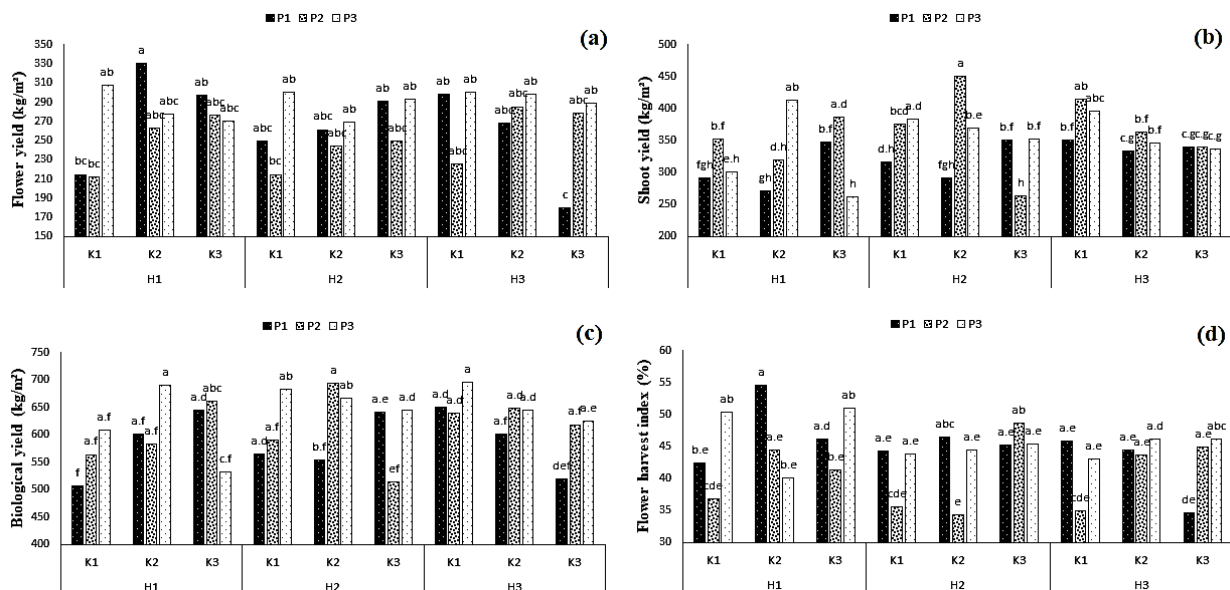 ■ P1 ▩ P2 □ P3
(a)
Flower yield (kg/m²)
350
330
310
290
270
250
230
210
190
170
150
bc bc ab
a abc abc
ab abc abc
abc bc ab
abc abc abc
ab abc ab
ab abc ab
abc abc ab
c abc ab
K1 K2 K3 K1 K2 K3 K1 K2 K3
H1 H2 H3
■ P1 ▩ P2 □ P3
(b)
Shoot yield (kg/m²)
500
450
400
350
300
250
200
fgh b.f e.h
gh d.h ab
b.f a.d h
d.h bcd a.d
fgh a b.e
b.f h b.f
b.f ab abc
c.g b.f b.f
c.g c.g c.g
K1 K2 K3 K1 K2 K3 K1 K2 K3
H1 H2 H3
■ P1 ▩ P2 □ P3
(c)
Biological yield (kg/m²)
750
700
650
600
550
500
450
400
f a.f a.f
a.f a.f a
a.d abc c.f
a.d a.f ab
b.f a ab
a.e ef a.d
a.d a.d a
a.f a.d a.d
def a.d a.e
K1 K2 K3 K1 K2 K3 K1 K2 K3
H1 H2 H3
■ P1 ▩ P2 □ P3
(d)
Flower harvest index (%)
60
55
50
45
40
35
30
b.e cde ab
a a.e b.e
a.d b.e ab
a.e cde a.e
abc e a.e
a.e ab a.e
a.e cde a.e
a.e a.e a.d
de a.e abc
K1 K2 K3 K1 K2 K3 K1 K2 K3
H1 H2 H3